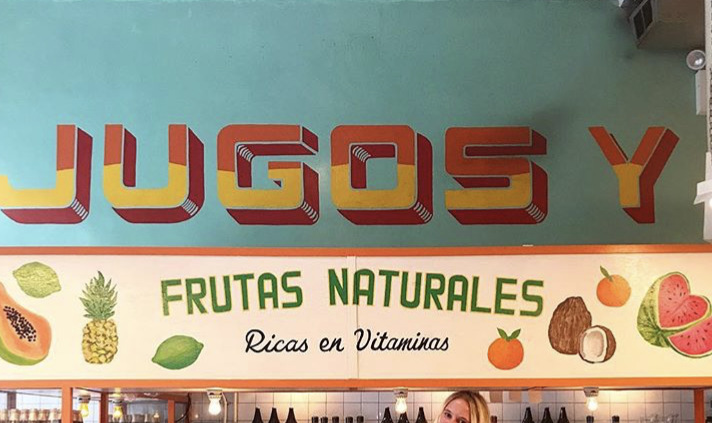 JUGOS Y
FRUTAS NATURALES
Ricas en Vitaminas